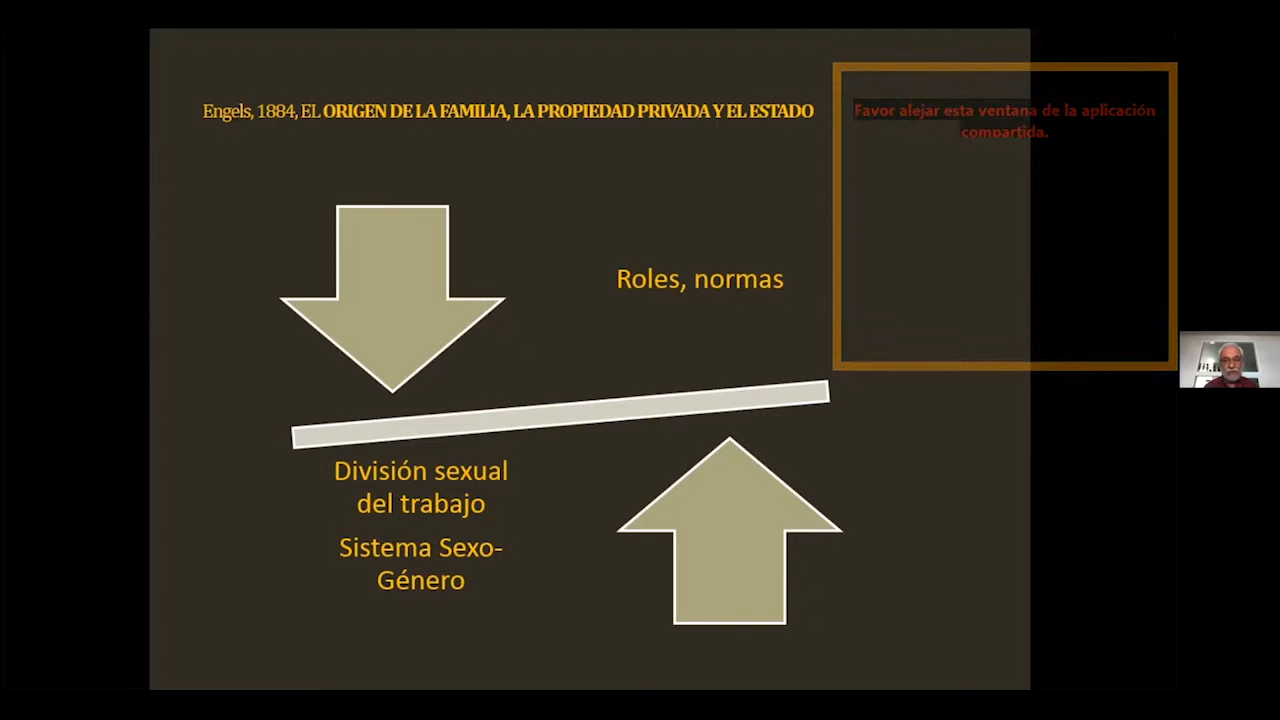 Engels, 1884, EL ORIGEN DE LA FAMILIA, LA PROPIEDAD PRIVADA Y EL ESTADO
Favor alejar esta ventana de la aplicación
compartida.
Roles, normas
División sexual
del trabajo
Sistema Sexo-
Género